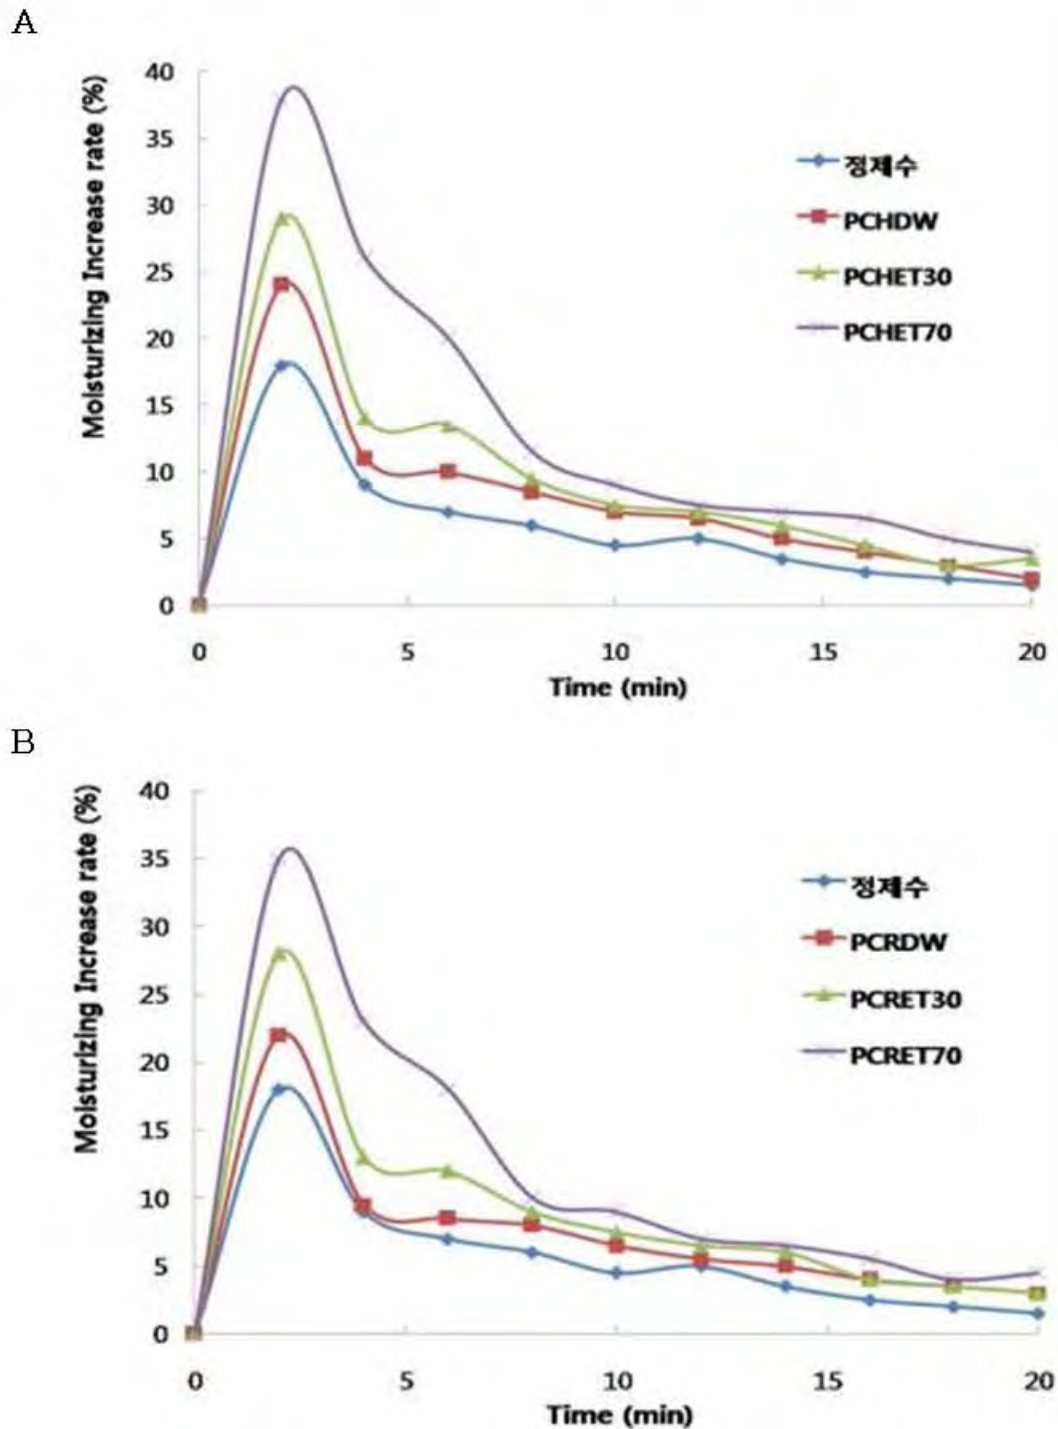 A
Moisturizing Increase rate (%)
40
35
30
25
20
15
10
5
0
정제수
PCHDW
PCHET30
PCHET70
0 5 10 15 20
Time (min)
B
Moisturizing Increase rate (%)
40
35
30
25
20
15
10
5
0
정제수
PCRDW
PCRET30
PCRET70
0 5 10 15 20
Time (min)